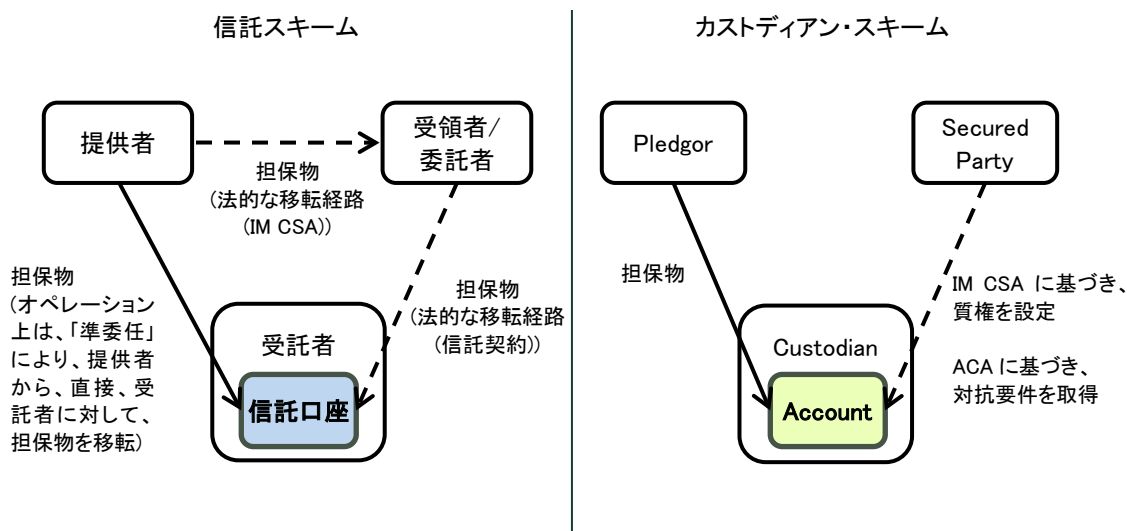 信託スキーム
提供者
受領者/
委託者
担保物
(法的な移転経路
(IM CSA))
担保物
(オペレーション
上は、「準委任」
により、提供者
から、直接、受
託者に対して、
担保物を移転)
担保物
(法的な移転経路
(信託契約))
受託者
信託口座
カストディアン・スキーム
Pledgor
Secured
Party
担保物
IM CSA に基づき、
質権を設定
ACA に基づき、
対抗要件を取得
Custodian
Account